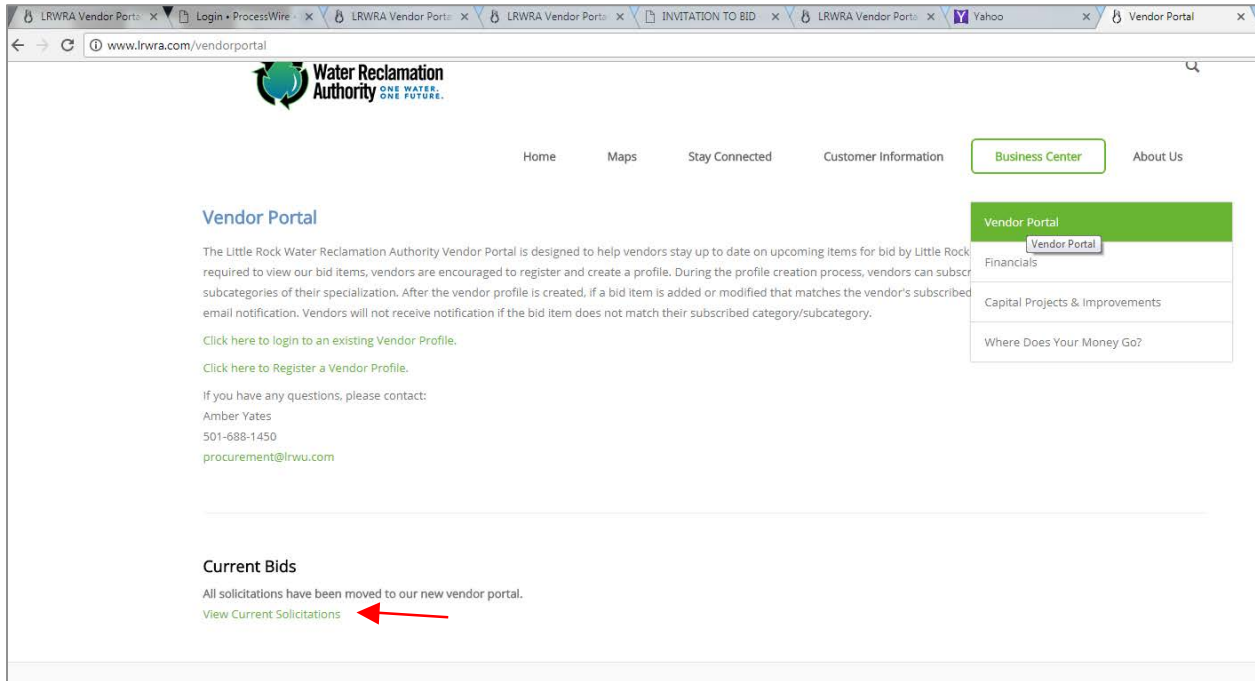 LRWRA Vendor Porta
Login • ProcessWire •
LRWRA Vendor Porta
LRWRA Vendor Porta
INVITATION TO BID
LRWRA Vendor Porta
Yahoo
Vendor Portal
www.lrwra.com/vendorportal
Water Reclamation
Authority ONE WATER. ONE FUTURE.
Home Maps Stay Connected Customer Information Business Center About Us
Vendor Portal
Vendor Portal
Vendor Portal
Financials
Capital Projects & Improvements
Where Does Your Money Go?
The Little Rock Water Reclamation Authority Vendor Portal is designed to help vendors stay up to date on upcoming items for bid by Little Rock
required to view our bid items, vendors are encouraged to register and create a profile. During the profile creation process, vendors can subscr
subcategories of their specialization. After the vendor profile is created, if a bid item is added or modified that matches the vendor's subscribed
email notification. Vendors will not receive notification if the bid item does not match their subscribed category/subcategory.
Click here to login to an existing Vendor Profile.
Click here to Register a Vendor Profile.
If you have any questions, please contact:
Amber Yates
501-688-1450
procurement@lrwu.com
Current Bids
All solicitations have been moved to our new vendor portal.
View Current Solicitations